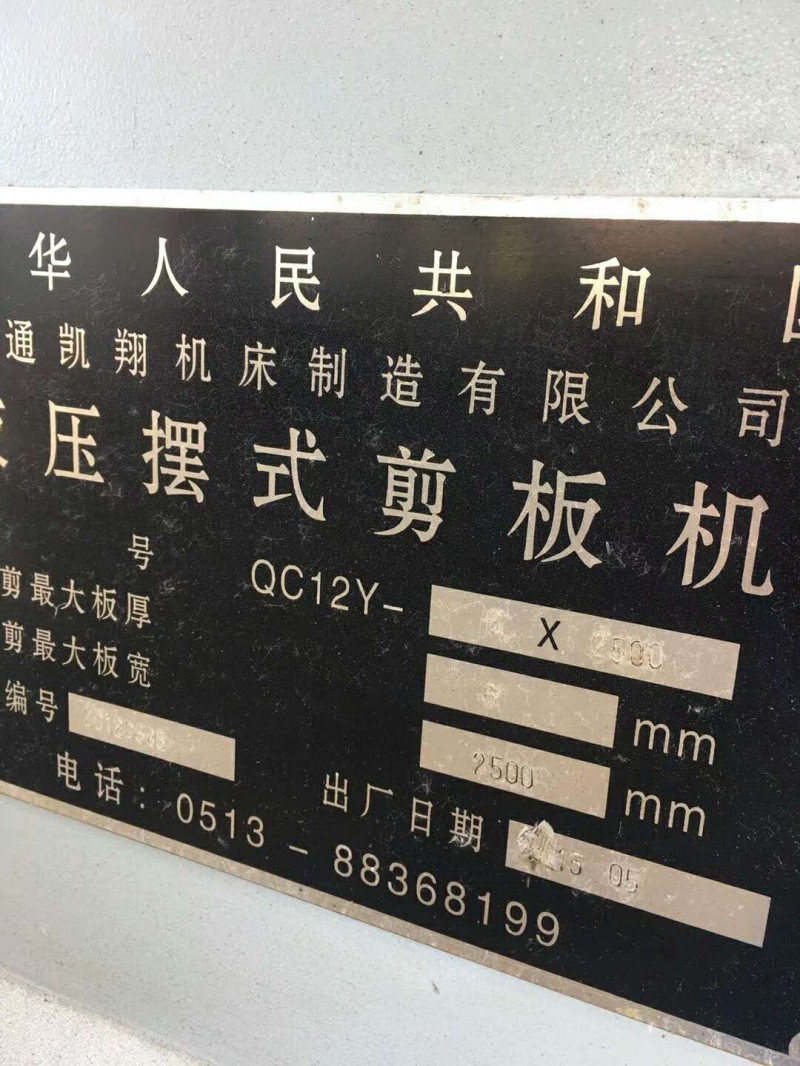 华人民共和
通凯翔机床制造有限公司
压摆式剪板机
号 QC12Y- X 2500
剪最大板厚 mm
剪最大板宽 2500 mm
编号 出厂日期 05
电话: 0513-88368199